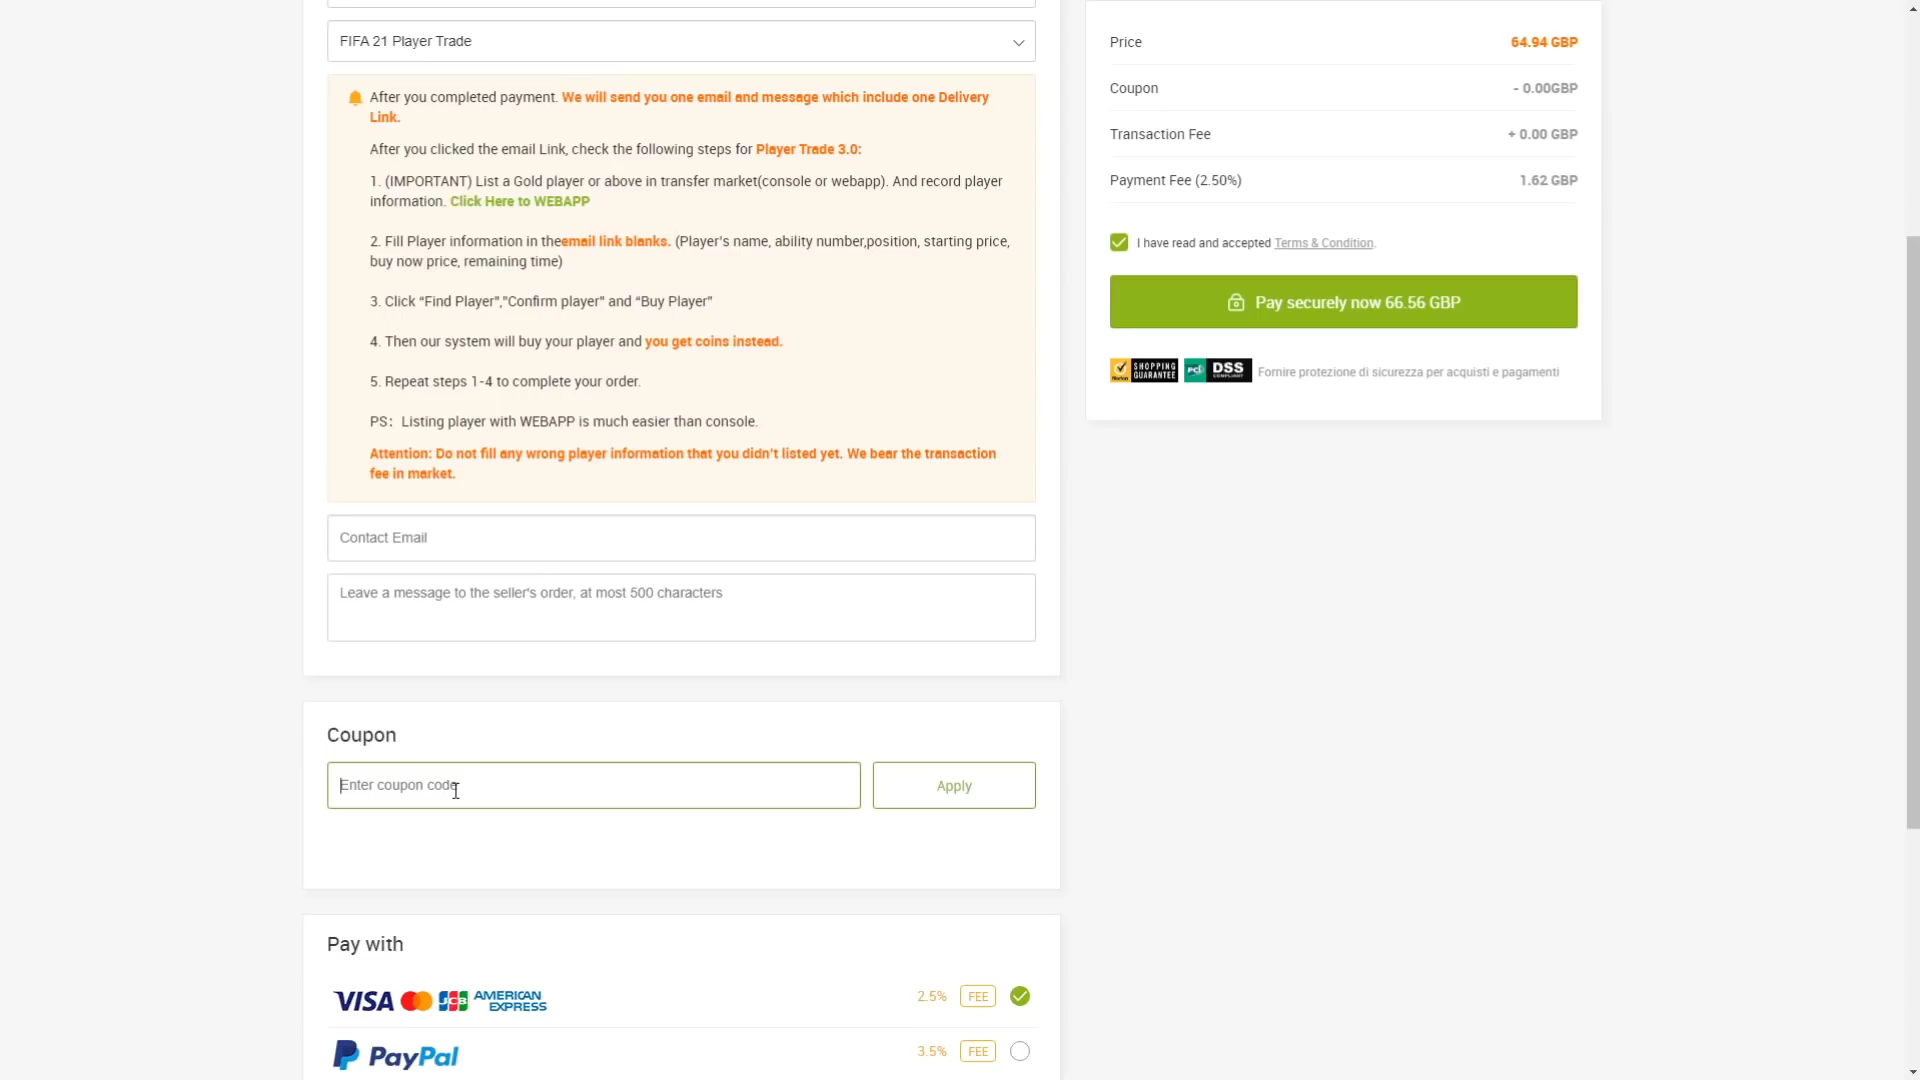 FIFA 21 Player Trade
After you completed payment. We will send you one email and message which include one Delivery
Link.
After you clicked the email Link, check the following steps for Player Trade 3.0:
1. (IMPORTANT) List a Gold player or above in transfer market(console or webapp). And record player
information. Click Here to WEBAPP
2. Fill Player information in theemail link blanks. (Player's name, ability number,position, starting price,
buy now price, remaining time)
3. Click “Find Player","Confirm player" and “Buy Player”
4. Then our system will buy your player and you get coins instead.
5. Repeat steps 1-4 to complete your order.
PS： Listing player with WEBAPP is much easier than console.
Attention: Do not fill any wrong player information that you didn't listed yet. We bear the transaction
fee in market.
Contact Email
Leave a message to the seller's order, at most 500 characters
Coupon
Enter coupon code
Apply
Pay with
VISA JCB AMERICAN EXPRESS
2.5% FEE
PayPal
3.5% FEE
Price 64.94 GBP
Coupon - 0.00GBP
Transaction Fee + 0.00 GBP
Payment Fee (2.50%) 1.62 GBP
I have read and accepted Terms & Condition.
Pay securely now 66.56 GBP
Norton SHOPPING GUARANTEE PCI DSS COMPLIANT Fornire protezione di sicurezza per acquisti e pagamenti